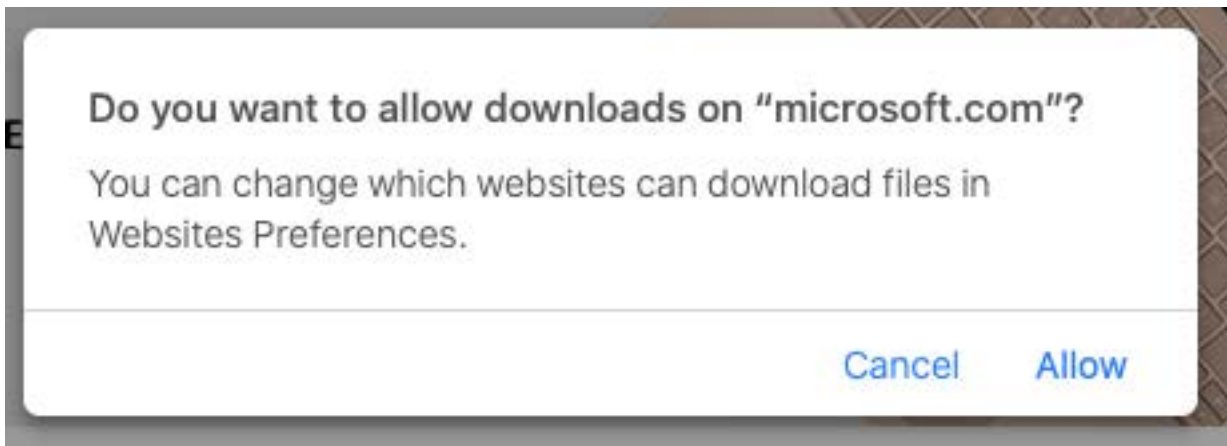 Do you want to allow downloads on “microsoft.com”?
You can change which websites can download files in
Websites Preferences.
Cancel Allow